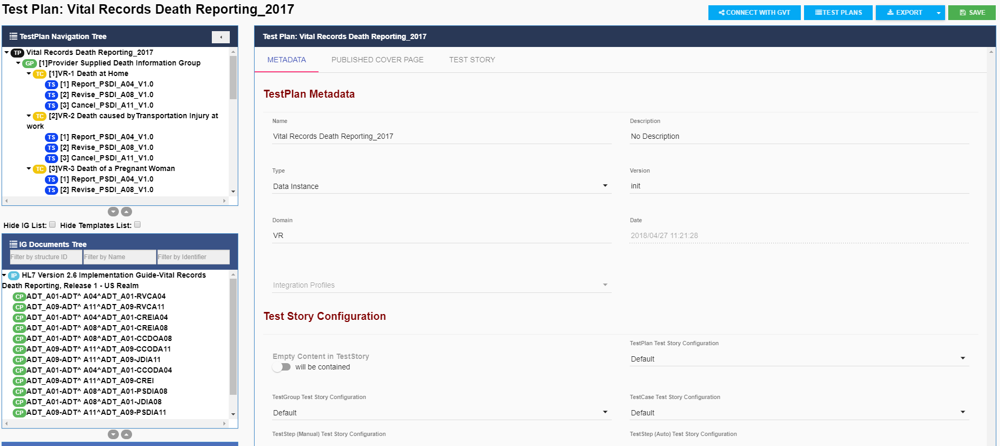 Test Plan: Vital Records Death Reporting_2017
CONNECT WITH GVT
TEST PLANS
EXPORT
SAVE
TestPlan Navigation Tree
TP Vital Records Death Reporting_2017
GP [1]Provider Supplied Death Information Group
TC [1]VR-1 Death at Home
TS [1] Report_PSDI_A04_V1.0
TS [2] Revise_PSDI_A08_V1.0
TS [3] Cancel_PSDI_A11_V1.0
TC [2]VR-2 Death caused by Transportation Injury at
work
TS [1] Report_PSDI_A04_V1.0
TS [2] Revise_PSDI_A08_V1.0
TS [3] Cancel_PSDI_A11_V1.0
TC [3]VR-3 Death of a Pregnant Woman
TS [1] Report_PSDI_A04_V1.0
TS [2] Revise_PSDI_A08_V1.0
Hide IG List: Hide Templates List:
IG Documents Tree
Filter by structure ID Filter by Name Filter by Identifier
IP HL7 Version 2.6 Implementation Guide-Vital Records
Death Reporting, Release 1 - US Realm
CP ADT_A01-ADT^ A04^ADT_A01-RVCA04
CP ADT_A09-ADT^ A11^ADT_A09-RVCA11
CP ADT_A01-ADT^ A04^ADT_A01-CREIA04
CP ADT_A01-ADT^ A08^ADT_A01-CREIA08
CP ADT_A01-ADT^ A08^ADT_A01-CCDOA08
CP ADT_A09-ADT^ A11^ADT_A09-CCODA11
CP ADT_A09-ADT^ A11^ADT_A09-JDIA11
CP ADT_A01-ADT^ A04^ADT_A01-CCODA04
CP ADT_A09-ADT^ A11^ADT_A09-CREI
CP ADT_A01-ADT^ A08^ADT_A01-PSDIA08
CP ADT_A01-ADT^ A08^ADT_A01-JDIA08
CP ADT_A09-ADT^ A11^ADT_A09-PSDIA11
Test Plan: Vital Records Death Reporting_2017
METADATA PUBLISHED COVER PAGE TEST STORY
TestPlan Metadata
Name
Vital Records Death Reporting_2017
Description
No Description
Type
Data Instance
Version
init
Domain
VR
Date
2018/04/27 11:21:28
Integration Profiles
Test Story Configuration
Empty Content in TestStory
will be contained
TestPlan Test Story Configuration
Default
TestGroup Test Story Configuration
Default
TestCase Test Story Configuration
Default
TestStep (Manual) Test Story Configuration
TestStep (Auto) Test Story Configuration